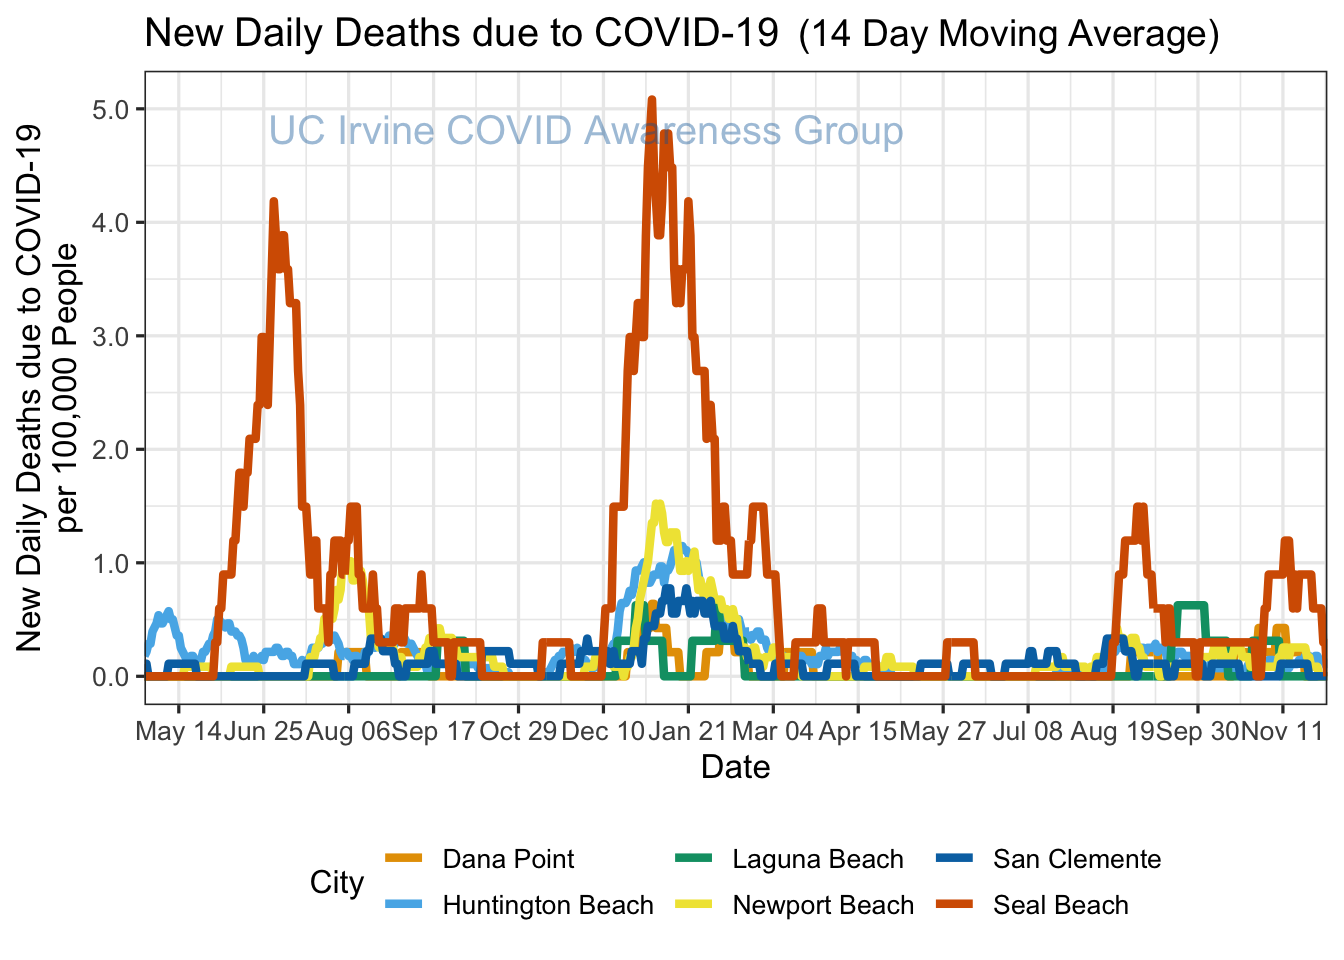 New Daily Deaths due to COVID-19 (14 Day Moving Average)
New Daily Deaths due to COVID-19
per 100,000 People
5.0
4.0
3.0
2.0
1.0
0.0
UC Irvine COVID Awareness Group
May 14 Jun 25 Aug 06 Sep 17 Oct 29 Dec 10 Jan 21 Mar 04 Apr 15 May 27 Jul 08 Aug 19 Sep 30 Nov 11
Date
City
Dana Point Laguna Beach San Clemente
Huntington Beach Newport Beach Seal Beach